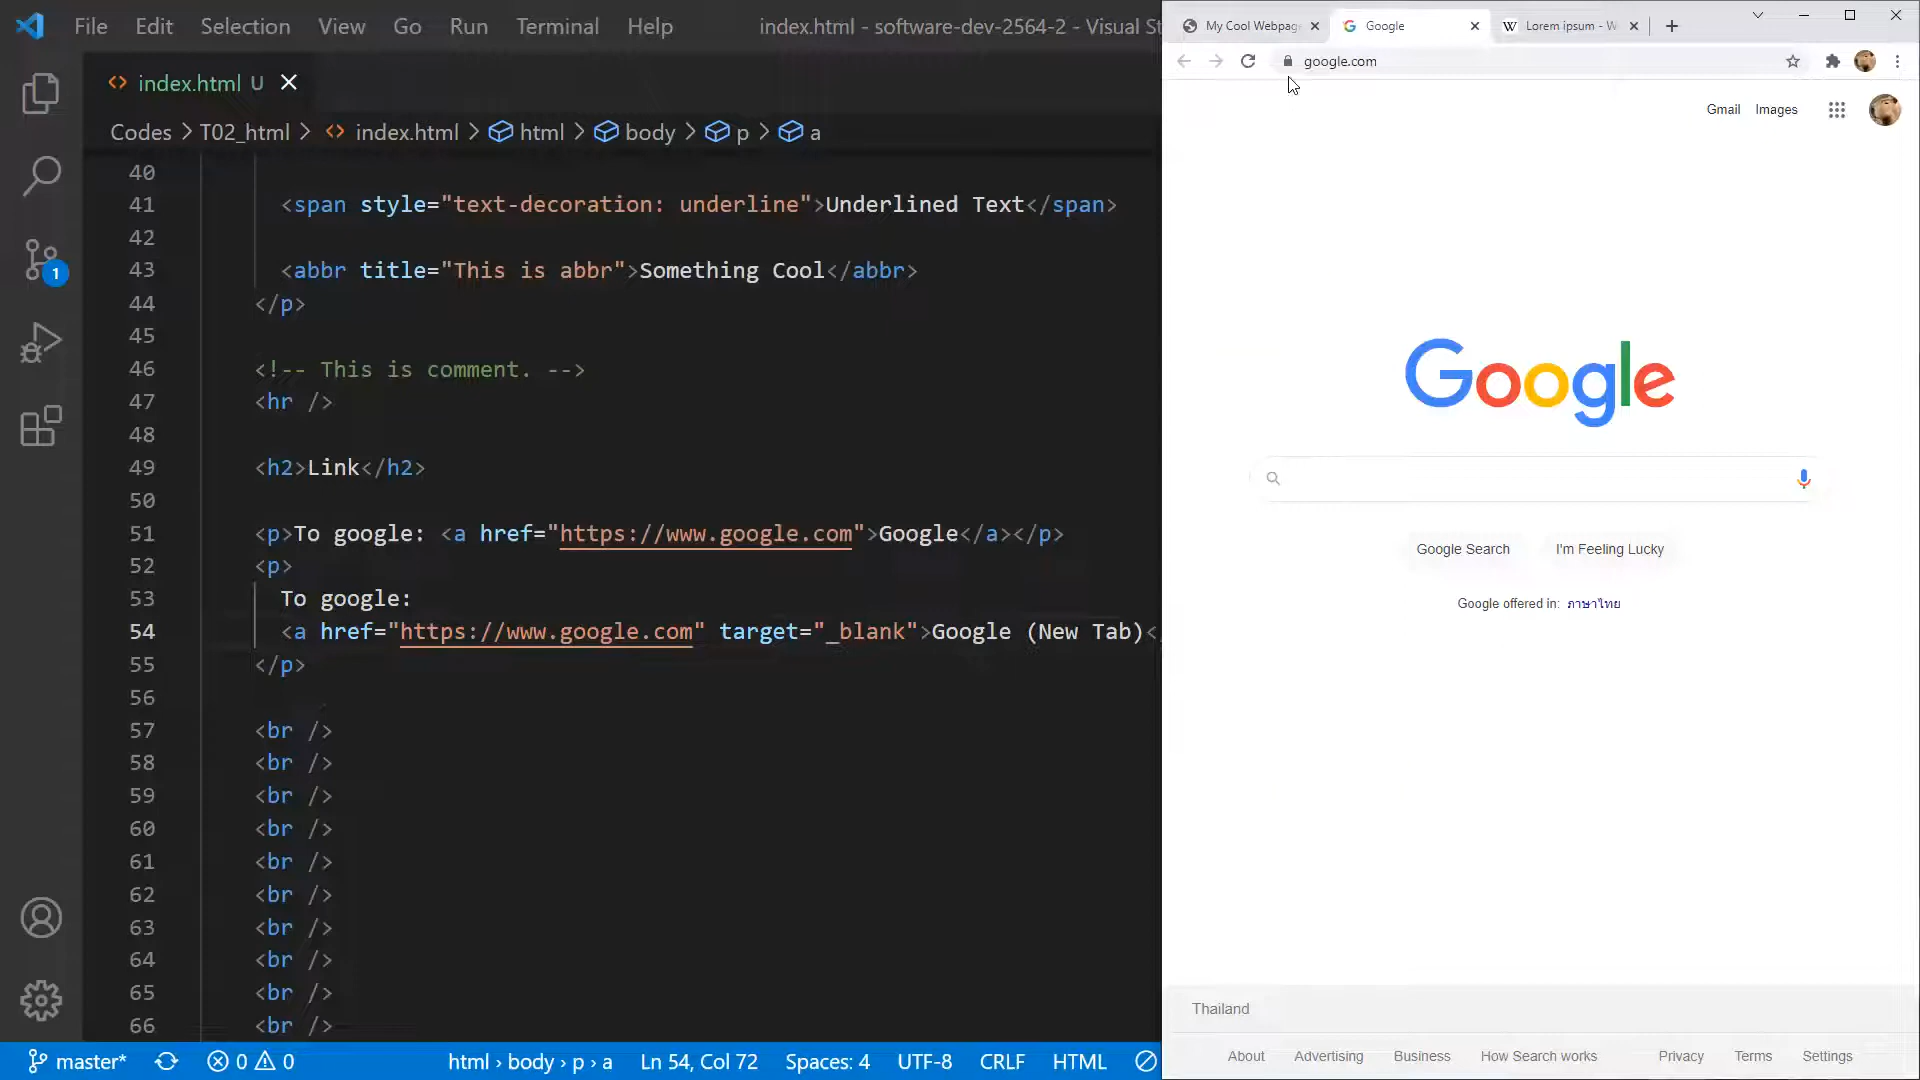 File Edit Selection View Go Run Terminal Help index.html - software-dev-2564-2 - Visual St
index.html U
Codes > T02_html > index.html > html > body > p > a
40
41 <span style="text-decoration: underline">Underlined Text</span>
42
43 <abbr title="This is abbr">Something Cool</abbr>
44 </p>
45
46 <!-- This is comment. -->
47 <hr />
48
49 <h2>Link</h2>
50
51 <p>To google: <a href="https://www.google.com">Google</a></p>
52 <p>
53 To google:
54 <a href="https://www.google.com" target="_blank">Google (New Tab)<
55 </p>
56
57 <br />
58 <br />
59 <br />
60 <br />
61 <br />
62 <br />
63 <br />
64 <br />
65 <br />
66 <br />
1
master* 0 0 html › body › p › a Ln 54, Col 72 Spaces: 4 UTF-8 CRLF HTML
My Cool Webpage Google Lorem ipsum - W
google.com
Gmail Images
Google
Google Search I'm Feeling Lucky
Google offered in: ภาษาไทย
Thailand
About Advertising Business How Search works Privacy Terms Settings